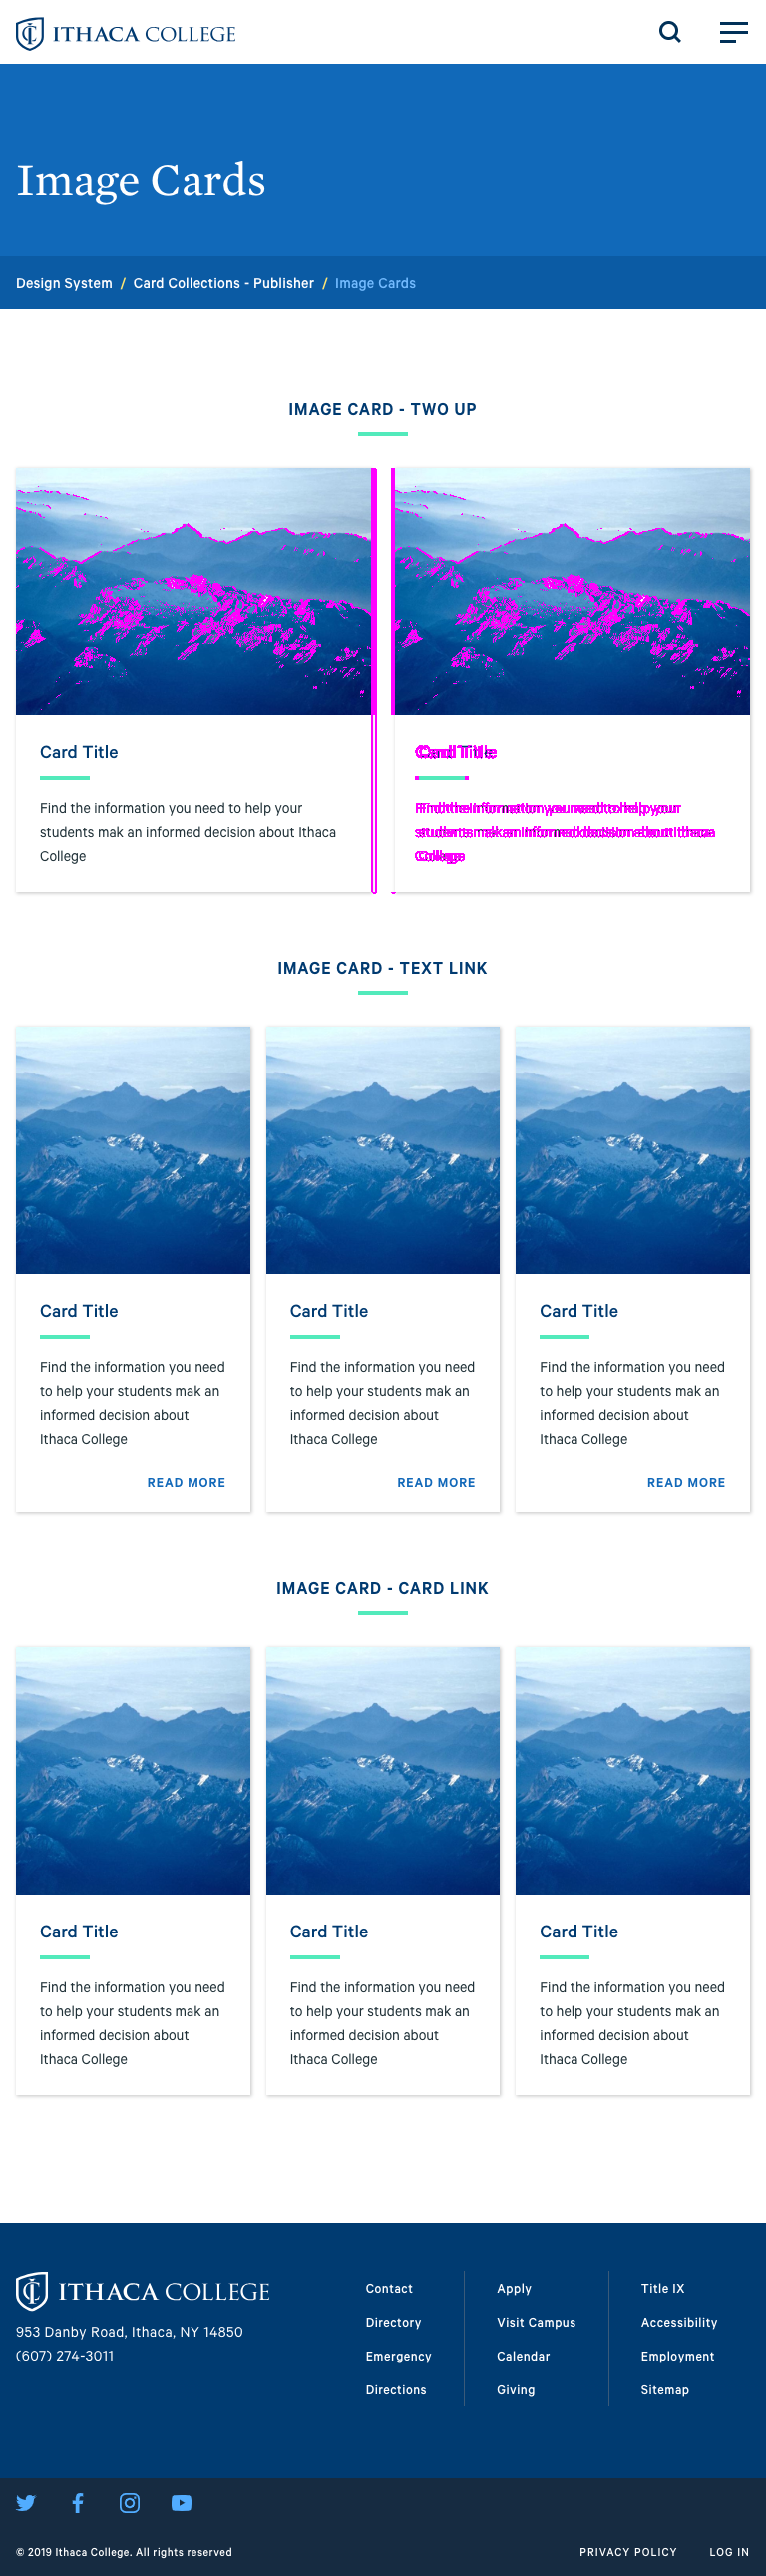 ITHACA COLLEGE
Image Cards
Design System / Card Collections - Publisher / Image Cards
IMAGE CARD - TWO UP
Card Title
Find the information you need to help your
students mak an informed decision about Ithaca
College
Card Title
Find the information you need to help your
students mak an informed decision about Ithaca
College
IMAGE CARD - TEXT LINK
Card Title
Find the information you need
to help your students mak an
informed decision about
Ithaca College
READ MORE
Card Title
Find the information you need
to help your students mak an
informed decision about
Ithaca College
READ MORE
Card Title
Find the information you need
to help your students mak an
informed decision about
Ithaca College
READ MORE
IMAGE CARD - CARD LINK
Card Title
Find the information you need
to help your students mak an
informed decision about
Ithaca College
Card Title
Find the information you need
to help your students mak an
informed decision about
Ithaca College
Card Title
Find the information you need
to help your students mak an
informed decision about
Ithaca College
ITHACA COLLEGE
953 Danby Road, Ithaca, NY 14850
(607) 274-3011
Contact
Directory
Emergency
Directions
Apply
Visit Campus
Calendar
Giving
Title IX
Accessibility
Employment
Sitemap
© 2019 Ithaca College. All rights reserved
PRIVACY POLICY
LOG IN